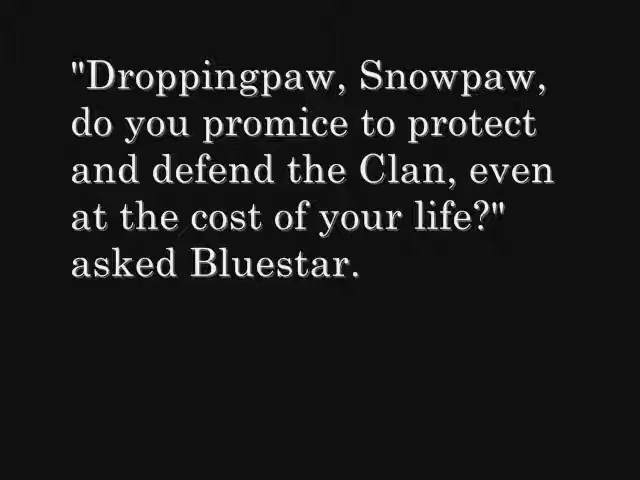 "Droppingpaw, Snowpaw,
do you promice to protect
and defend the Clan, even
at the cost of your life?"
asked Bluestar.